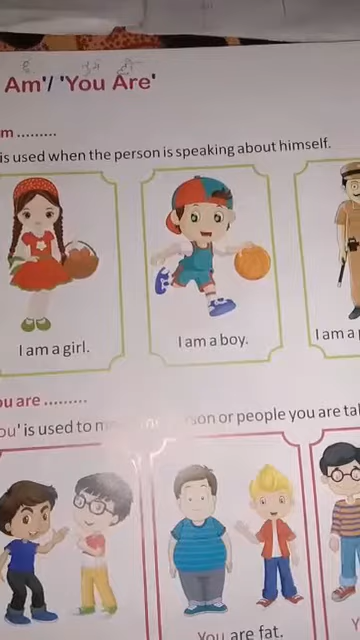 Am'/ 'You Are'
m .........
is used when the person is speaking about himself.
I am a girl.
I am a boy.
I am a
ou are .........
ou' is used to son or people you are tal
You are fat.